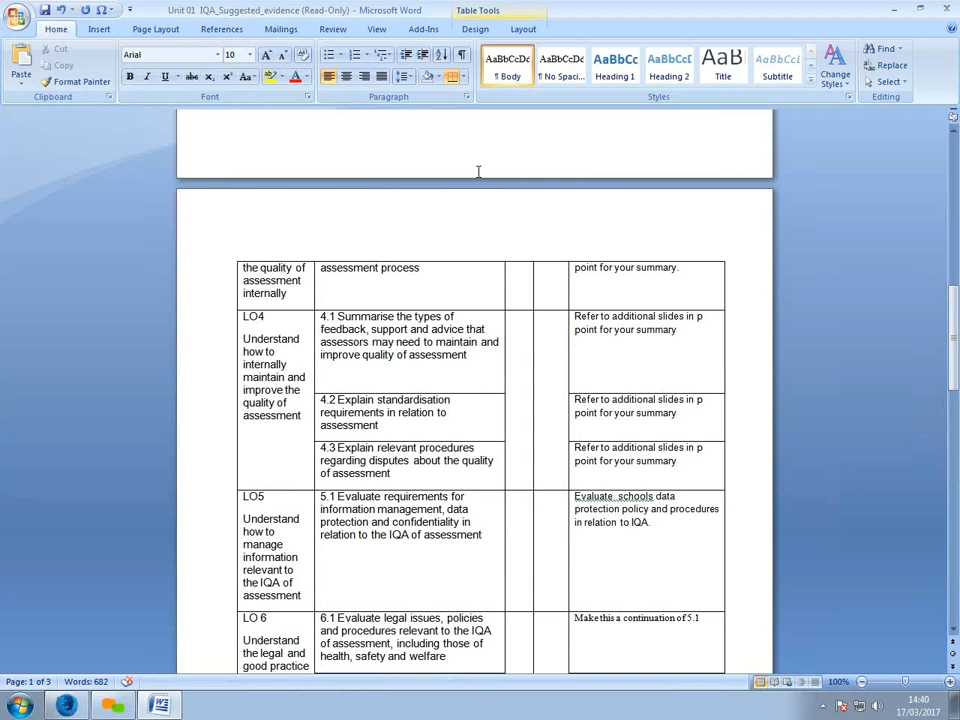 Unit 01 IQA_Suggested_evidence (Read-Only) - Microsoft Word
Table Tools
Home Insert Page Layout References Mailings Review View Add-Ins Design Layout
Paste
Cut
Copy
Format Painter
Clipboard
Arial 10
Font
Paragraph
AaBbCcDc ¶ Body
AaBbCcDc ¶ No Spaci...
AaBbCc Heading 1
AaBbCcI Heading 2
AaB Title
AaBbCcI Subtitle
Change Styles
Styles
Find
Replace
Select
Editing
the quality of
assessment
internally
assessment process
point for your summary.
LO4
Understand
how to
internally
maintain and
improve the
quality of
assessment
4.1 Summarise the types of
feedback, support and advice that
assessors may need to maintain and
improve quality of assessment
Refer to additional slides in p
point for your summary
4.2 Explain standardisation
requirements in relation to
assessment
Refer to additional slides in p
point for your summary
4.3 Explain relevant procedures
regarding disputes about the quality
of assessment
Refer to additional slides in p
point for your summary
LO5
Understand
how to
manage
information
relevant to
the IQA of
assessment
5.1 Evaluate requirements for
information management, data
protection and confidentiality in
relation to the IQA of assessment
Evaluate schools data
protection policy and procedures
in relation to IQA.
LO 6
Understand
the legal and
good practice
6.1 Evaluate legal issues, policies
and procedures relevant to the IQA
of assessment, including those of
health, safety and welfare
Make this a continuation of 5.1
Page: 1 of 3 Words: 682
100%
14:40
17/03/2017